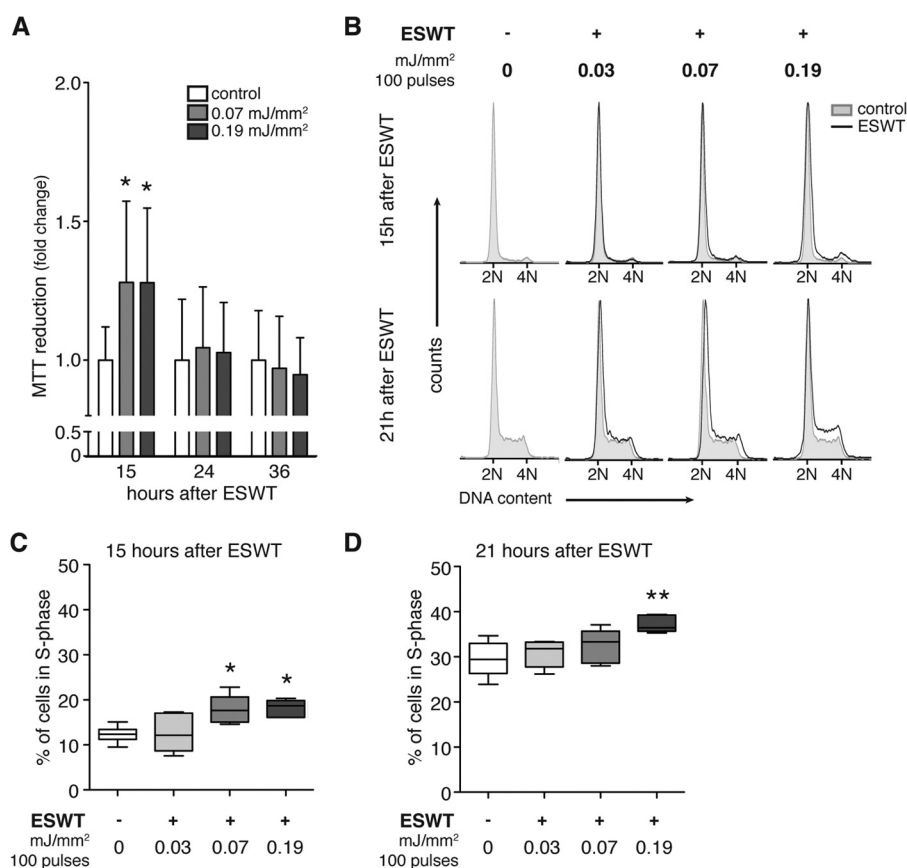 A
MTT reduction (fold change)
2.0
1.5
1.0
0.5
0
control
0.07 mJ/mm²
0.19 mJ/mm²
* *
15 24 36
hours after ESWT
B
ESWT - + + +
mJ/mm²
100 pulses
0 0.03 0.07 0.19
control
ESWT
15h after ESWT
2N 4N 2N 4N 2N 4N 2N 4N
counts
21h after ESWT
2N 4N 2N 4N 2N 4N 2N 4N
DNA content
C
15 hours after ESWT
% of cells in S-phase
50
40
30
20
10
0
* *
ESWT - + + +
mJ/mm²
100 pulses
0 0.03 0.07 0.19
D
21 hours after ESWT
% of cells in S-phase
50
40
30
20
10
0
**
ESWT - + + +
mJ/mm²
100 pulses
0 0.03 0.07 0.19